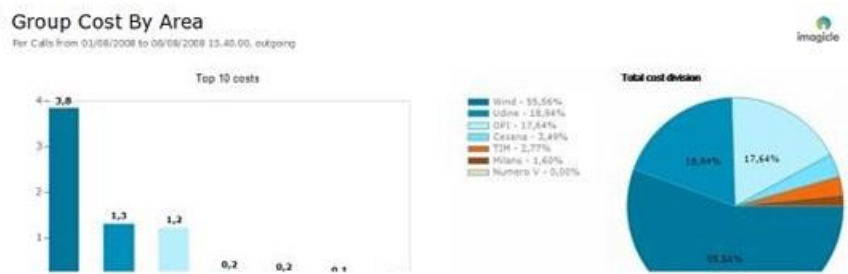 Group Cost By Area
Per Calls from 01/08/2008 to 06/08/2008 15.40.00, outgoing
imagicle
Top 10 costs
4
3,8
3
2
1
1,3
1,2
0,2
0,2
0,1
Total cost division
Wind - 55,56%
Udine - 18,94%
OPI - 17,64%
Cesena - 3,49%
TIM - 2,77%
Milano - 1,60%
Numero V - 0,00%
18,94%
17,64%
55,56%